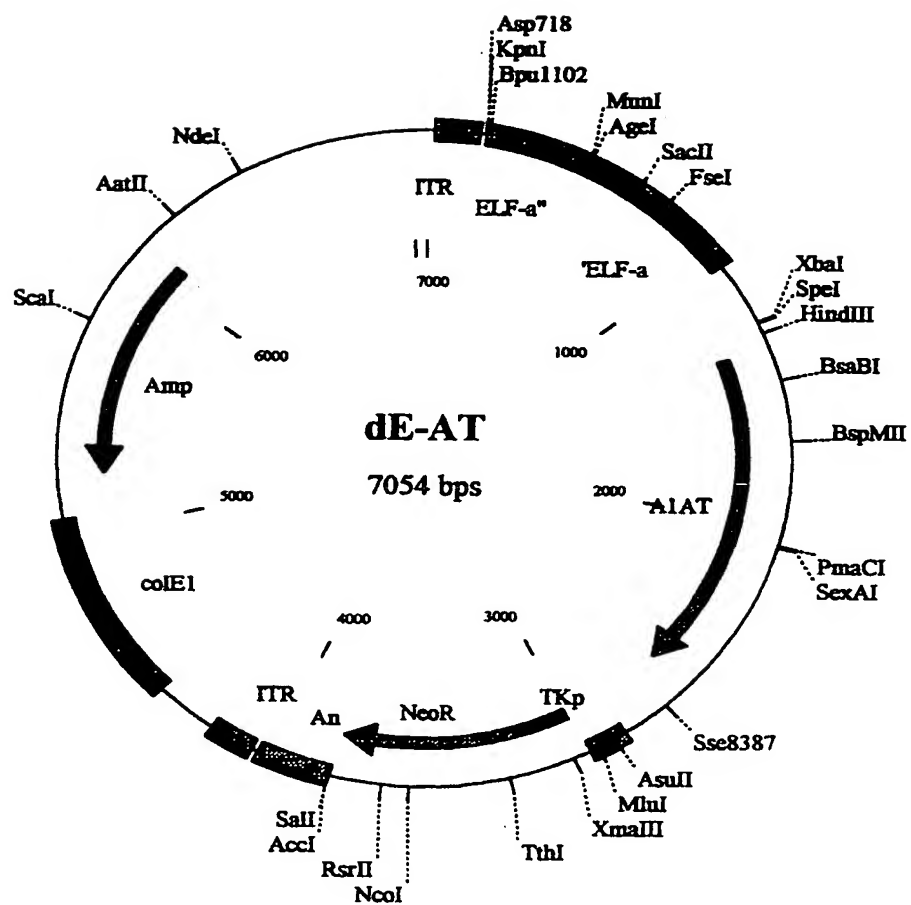 Asp718
KpnI
Bpu1102
MunI
AgeI
SacII
FseI
NdeI
AatII
ITR
ELF-a"
'ELF-a
7000
XbaI
SpeI
HindIII
ScaI
6000
1000
BsaBI
Amp
dE-AT
BspMII
7054 bps
5000
2000
A1AT
colE1
PmaCI
SexAI
4000
3000
ITR
An
NeoR
TKp
Sse8387
AsuII
MluI
XmaIII
SalI
AccI
RsrII
NcoI
TthI